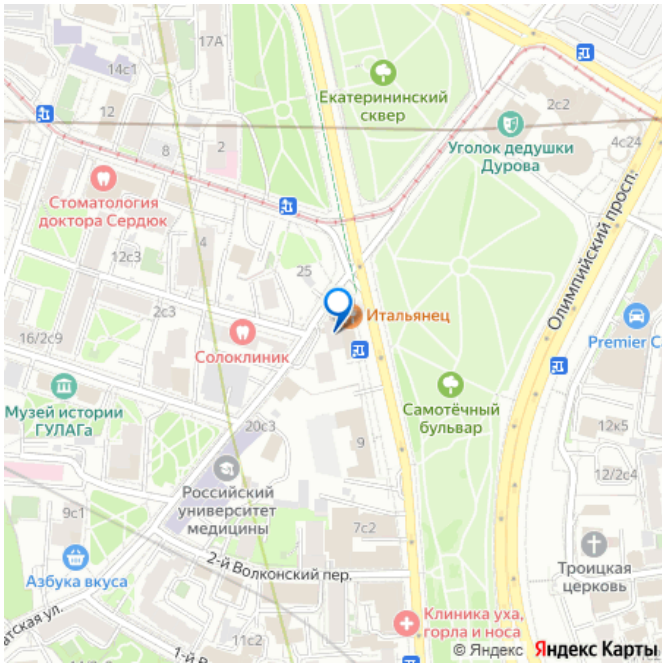 17А
14с1
12
8
2
Екатерининский
сквер
2с2
Уголок дедушки
Дурова
4с24
Стоматология
доктора Сердюк
4
12с3
25
Олимпийский просп.
2с3
Итальянец
16/2с9
Солоклиник
Premier C
Музей истории
ГУЛАГа
Самотёчный
бульвар
20с3
9
12к5
Российский
университет
медицины
12/2с4
9с1
7с2
Азбука вкуса
2-й Волконский пер.
Троицкая
церковь
атская ул.
Клиника уха,
горла и носа
11с2
1-й В
© Яндекс Яндекс Карты